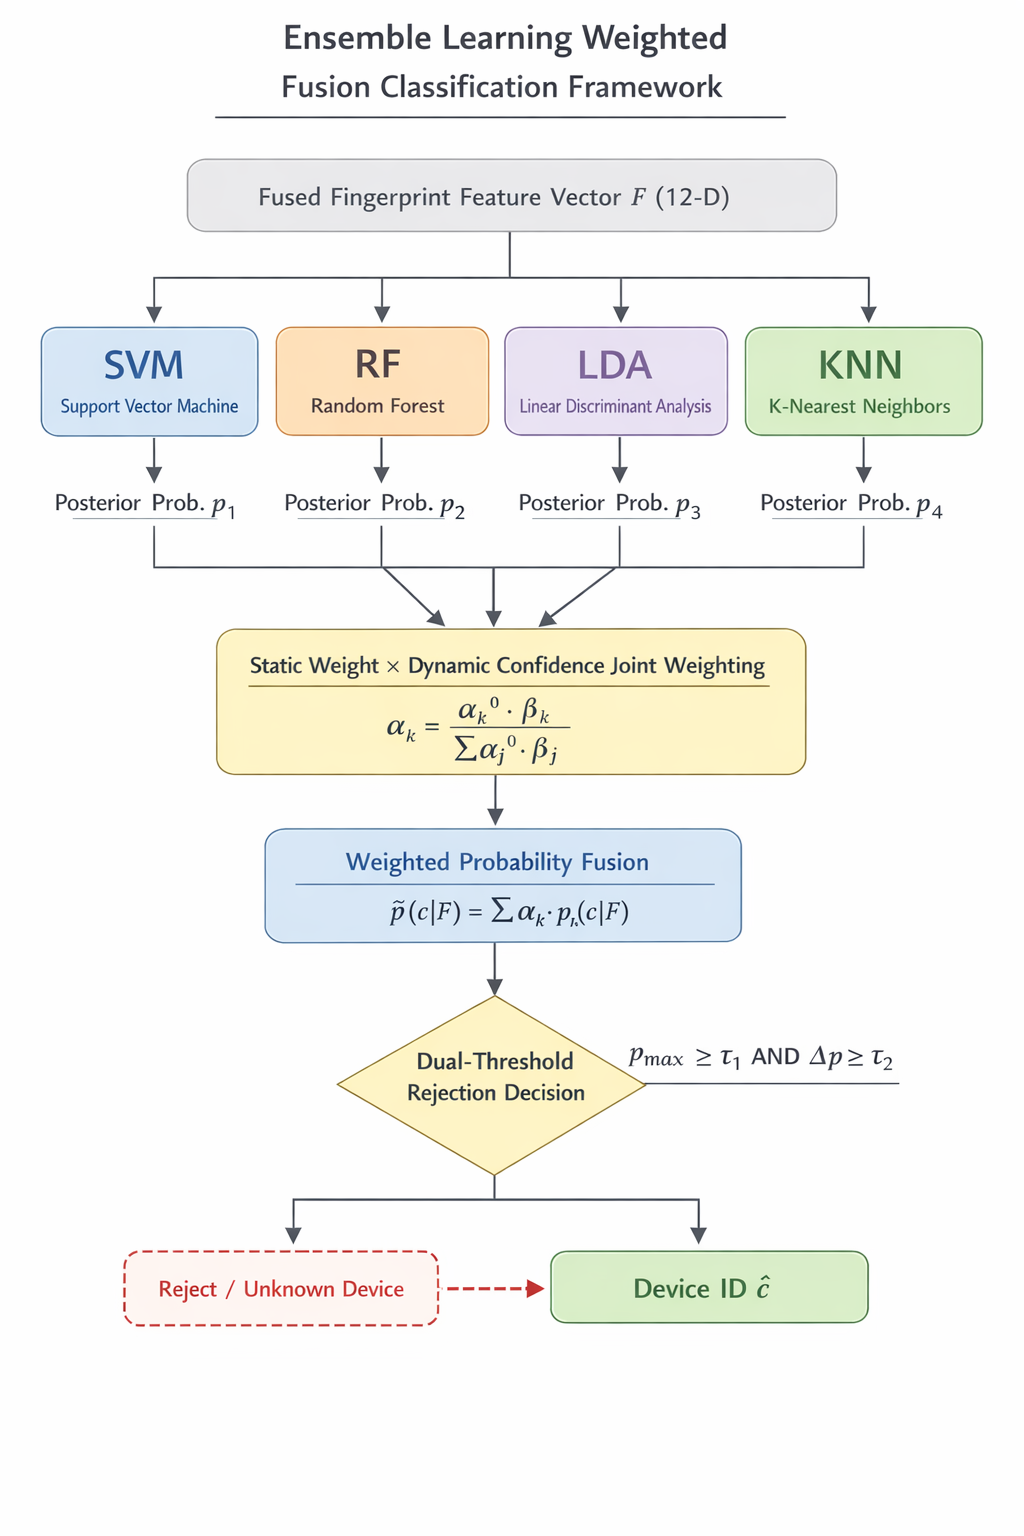 Ensemble Learning Weighted
Fusion Classification Framework
Fused Fingerprint Feature Vector F (12-D)
SVM
Support Vector Machine
RF
Random Forest
LDA
Linear Discriminant Analysis
KNN
K-Nearest Neighbors
Posterior Prob. p₁
Posterior Prob. p₂
Posterior Prob. p₃
Posterior Prob. p₄
Static Weight × Dynamic Confidence Joint Weighting
αₖ = αₖ⁰ · βₖ / ∑αⱼ⁰ · βⱼ
Weighted Probability Fusion
p̃(c|F) = ∑ αₖ · pₖ(c|F)
Dual-Threshold
Rejection Decision
p_max ≥ τ₁ AND Δp ≥ τ₂
Reject / Unknown Device
Device ID ĉ